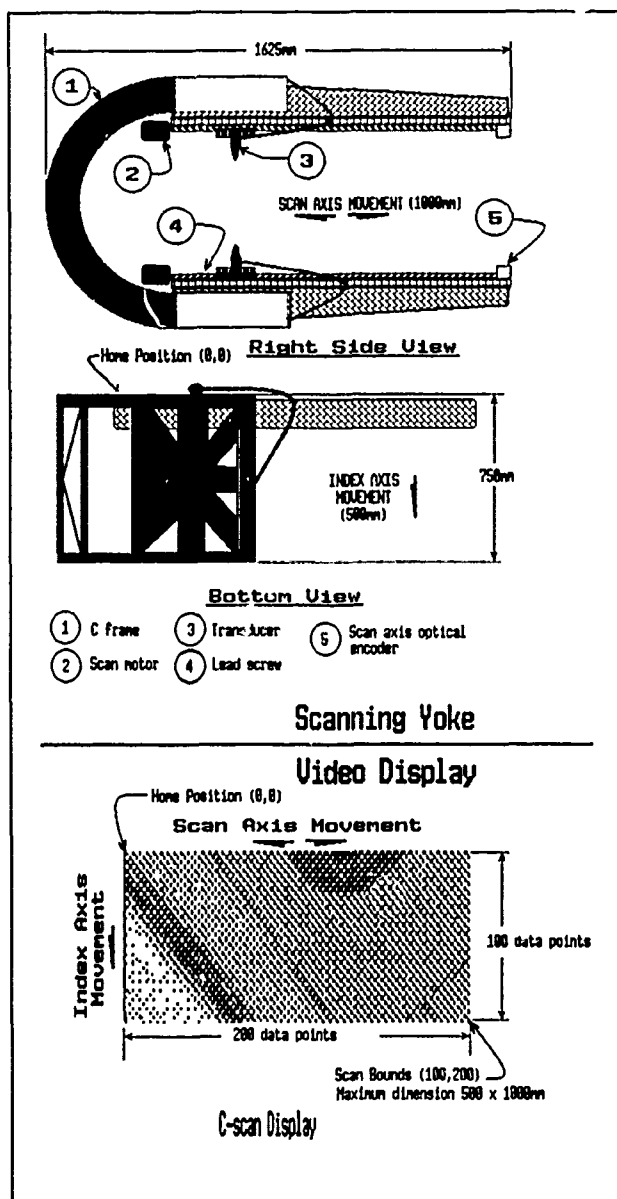 1625mm
1
2
3
SCAN AXIS MOVEMENT (1000mm)
4
5
Right Side View
Home Position (0,0)
INDEX AXIS
MOVEMENT
(500mm)
750mm
Bottom View
1 C frame
3 Transducer
5 Scan axis optical
encoder
2 Scan motor
4 Lead screw
Scanning Yoke
Video Display
Home Position (0,0)
Scan Axis Movement
Index Axis
Movement
100 data points
200 data points
Scan Bounds (100,200)
Maximum dimension 500 x 1000mm
C-scan Display